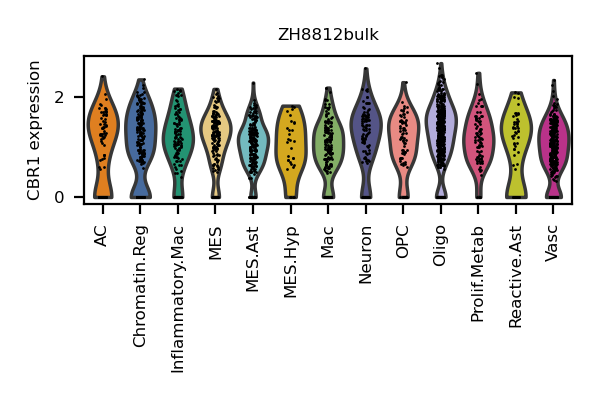 ZH8812bulk
CBR1 expression
2
0
AC
Chromatin.Reg
Inflammatory.Mac
MES
MES.Ast
MES.Hyp
Mac
Neuron
OPC
Oligo
Prolif.Metab
Reactive.Ast
Vasc